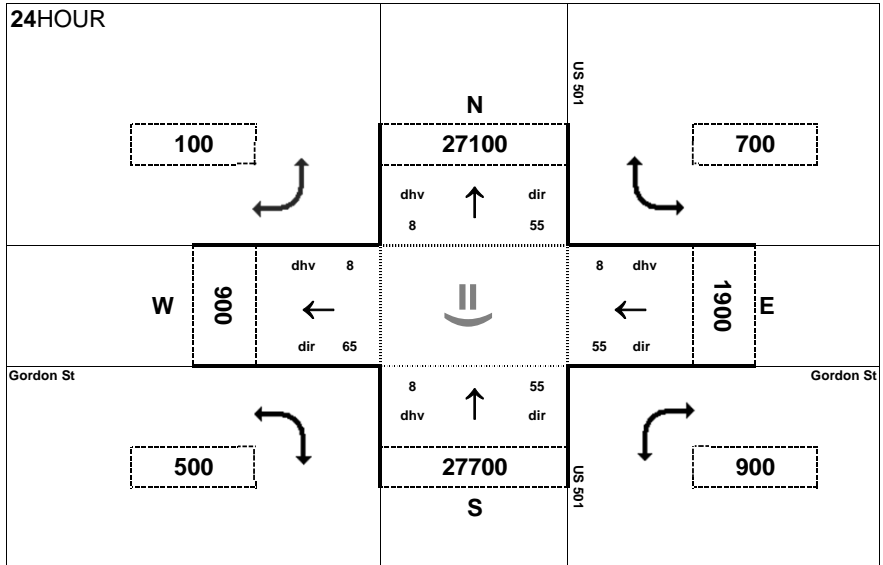 24HOUR
US 501
N
100
27100
700
dhv
dir
8
55
dhv 8
8 dhv
W
900
1900
E
dir 65
55 dir
Gordon St
Gordon St
8
55
dhv
dir
500
27700
900
US 501
S